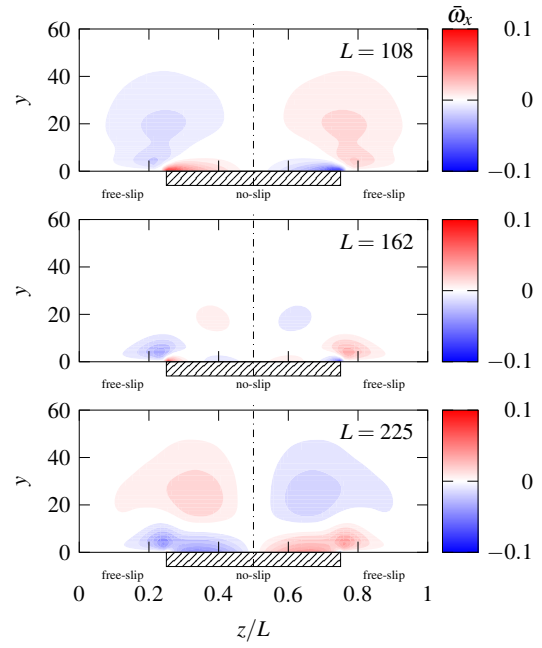 ω̄ₓ
60
40
20
0
y
L = 108
0.1
0
−0.1
free-slip
no-slip
free-slip
60
40
20
0
y
L = 162
0.1
0
−0.1
free-slip
no-slip
free-slip
60
40
20
0
y
L = 225
0.1
0
−0.1
free-slip
no-slip
free-slip
0 0.2 0.4 0.6 0.8 1
z/L